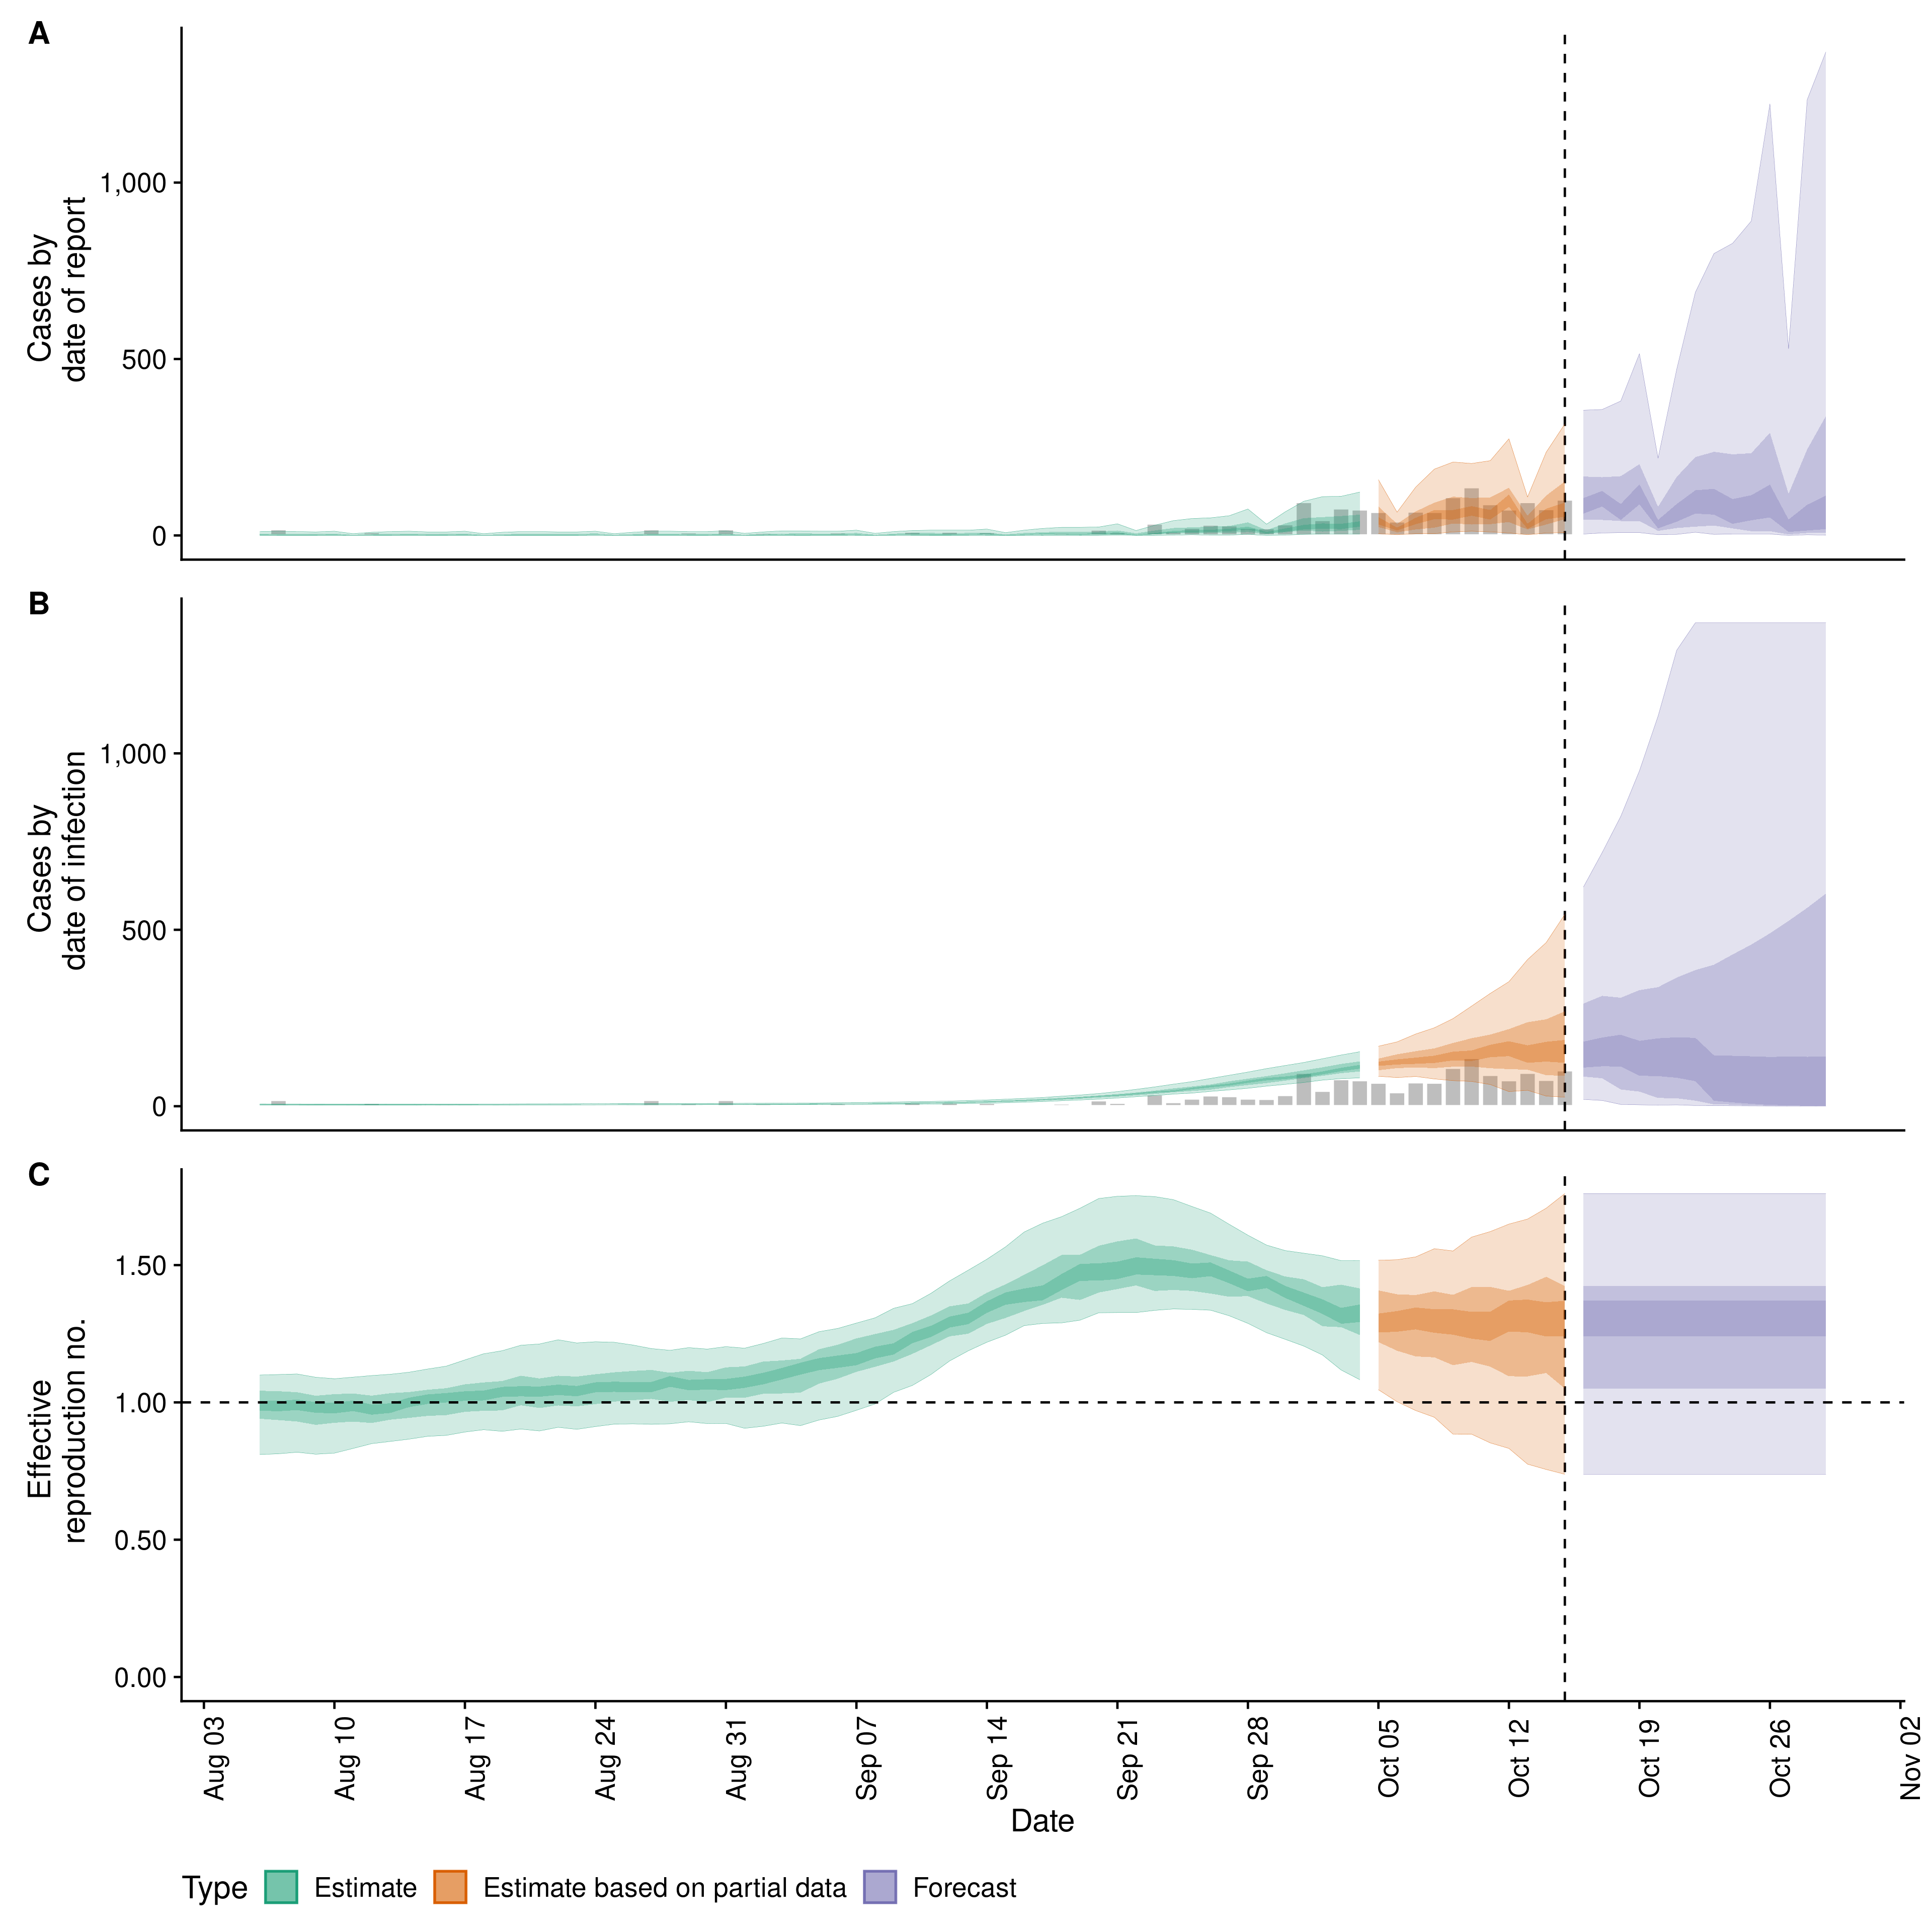 A
Cases by
date of report
1,000
500
0
B
Cases by
date of infection
1,000
500
0
C
Effective
reproduction no.
1.50
1.00
0.50
0.00
Aug 03
Aug 10
Aug 17
Aug 24
Aug 31
Sep 07
Sep 14
Sep 21
Sep 28
Oct 05
Oct 12
Oct 19
Oct 26
Nov 02
Date
Type Estimate Estimate based on partial data Forecast